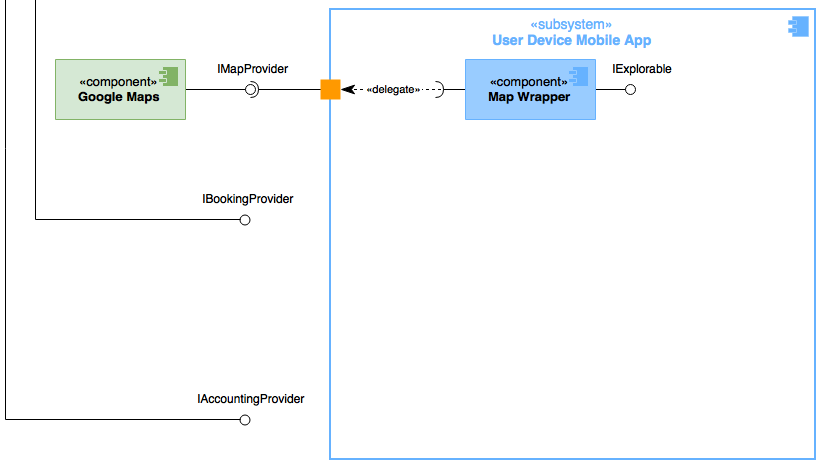 «subsystem»
User Device Mobile App
«component»
Google Maps
IMapProvider
«delegate»
«component»
Map Wrapper
IExplorable
IBookingProvider
IAccountingProvider